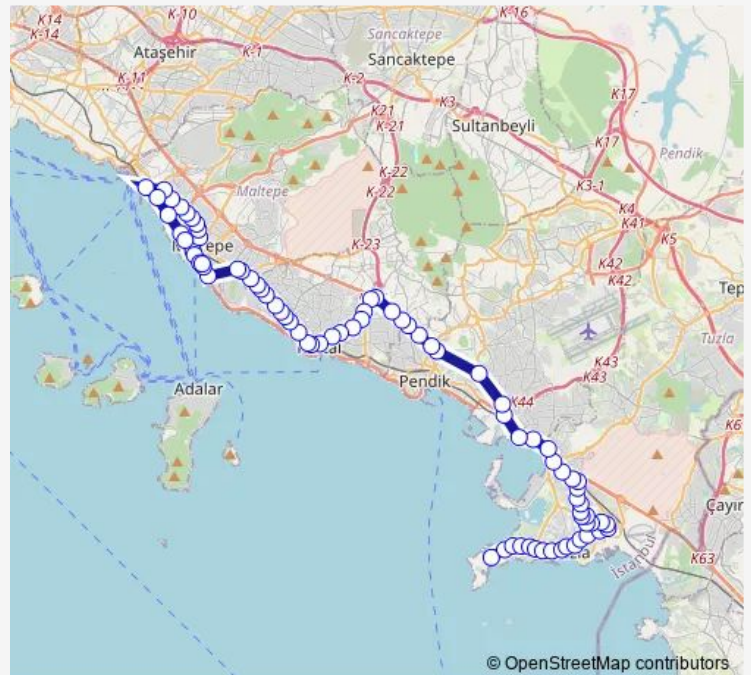 K-16
K-10
K14
K-14
Ataşehir
K-1
Sancaktepe
Sancaktepe
K-11
K-2
K3
K17
K21
K-21
Sultanbeyli
K17
Pendik
K-22
K-22
K3-1
Maltepe
K4
K41
K5
K-23
K42
K42
Tep
Tuzla
K43
K43
Pendik
Adalar
K44
K6
Çayır
İstanbul
K63
© OpenStreetMap contributors